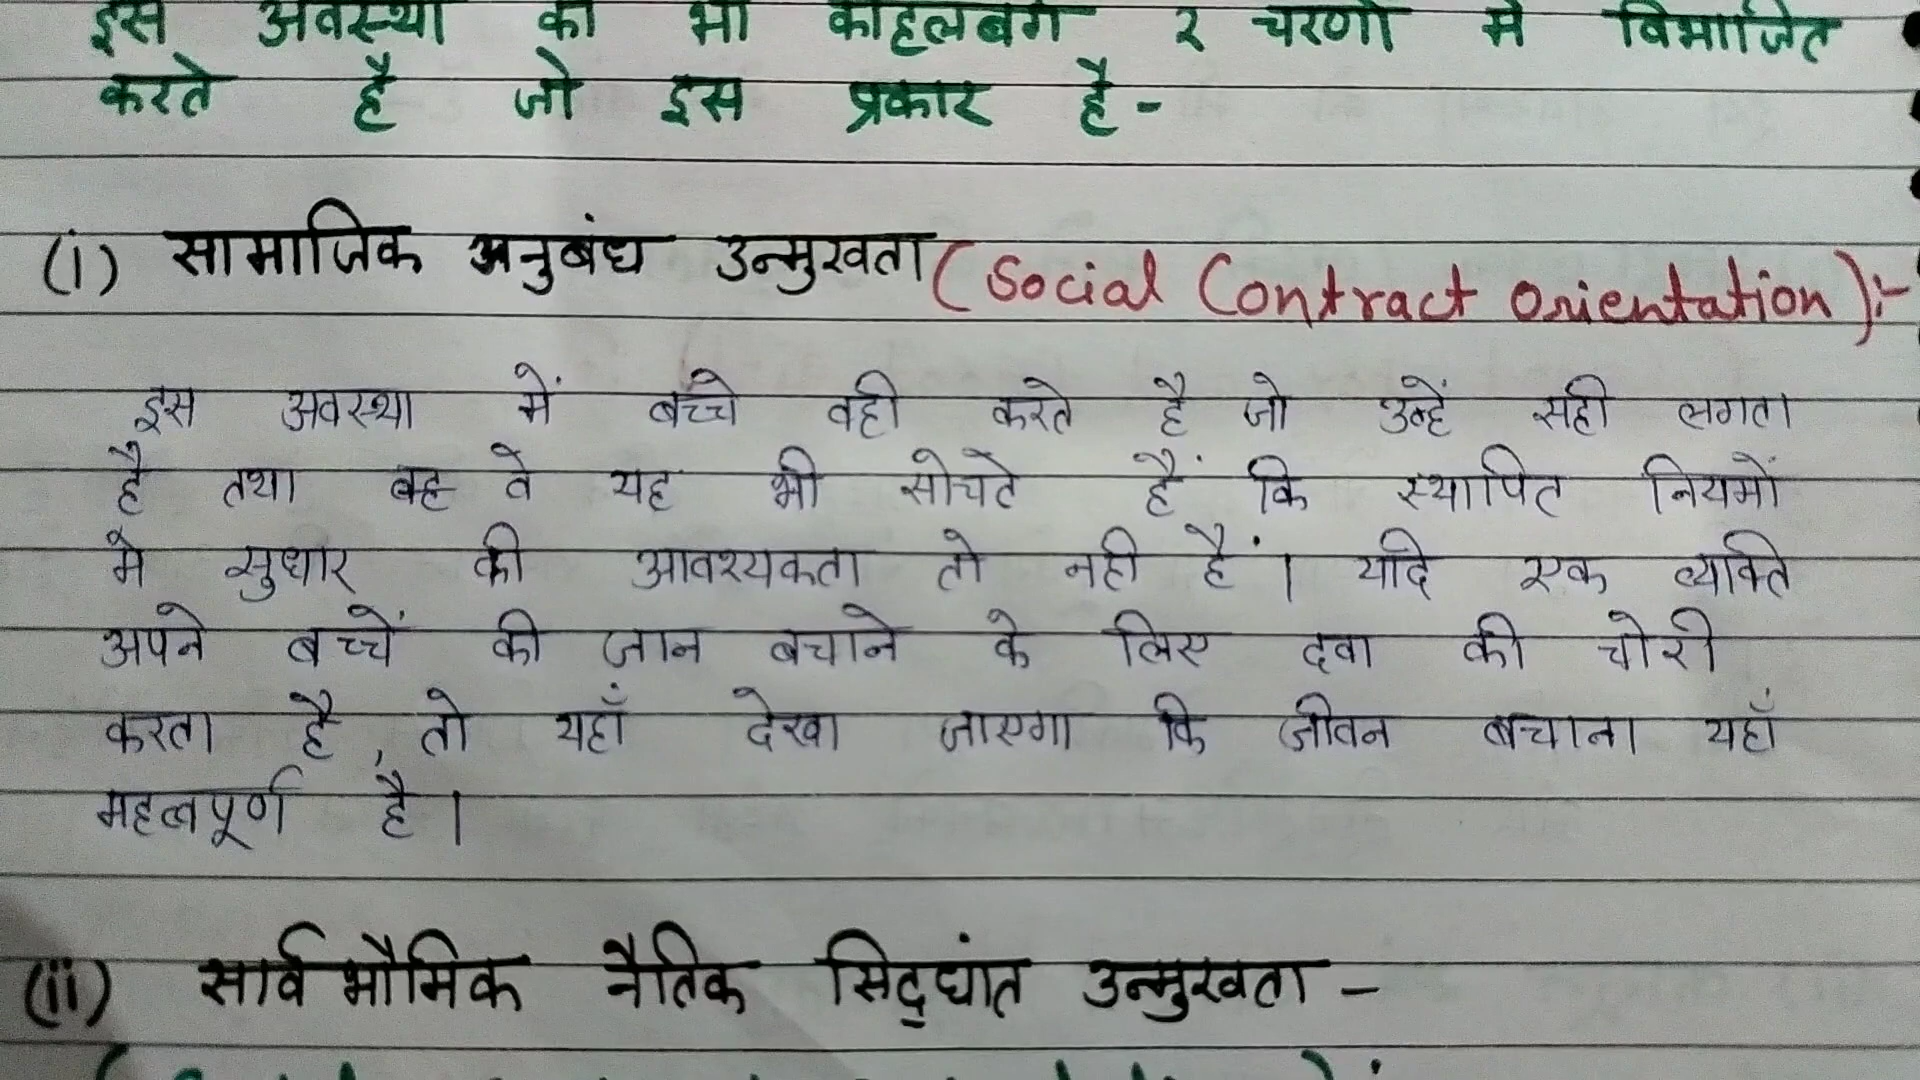 इस अवस्था को भी कोहलबर्ग २ चरणों में विभाजित
करते है जो इस प्रकार है -
(i) सामाजिक अनुबंध उन्मुखता (Social Contract Orientation):-
इस अवस्था में बच्चे वही करते है जो उन्हें सही लगता
है तथा वह वे यह भी सोचते हैं कि स्थापित नियमों
मे सुधार की आवश्यकता तो नही हैं। यदि एक व्यक्ति
अपने बच्चें की जान बचाने के लिए दवा की चोरी
करता है, तो यहाँ देखा जाएगा कि जीवन बचाना यहाँ
महत्वपूर्ण है।
(ii) सार्वभौमिक नैतिक सिद्धांत उन्मुखता -